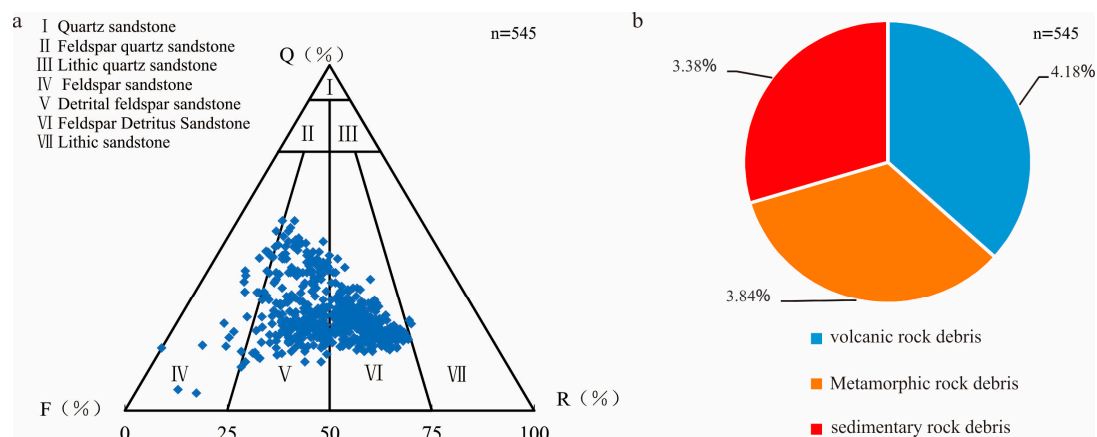 a
Ⅰ Quartz sandstone
Ⅱ Feldspar quartz sandstone
Ⅲ Lithic quartz sandstone
Ⅳ Feldspar sandstone
Ⅴ Detrital feldspar sandstone
Ⅵ Feldspar Detritus Sandstone
Ⅶ Lithic sandstone
n=545
Q（%）
Ⅰ
Ⅱ Ⅲ
Ⅳ Ⅴ Ⅵ Ⅶ
F（%） R（%）
0 25 50 75 100
b
n=545
3.38%
4.18%
3.84%
volcanic rock debris
Metamorphic rock debris
sedimentary rock debris